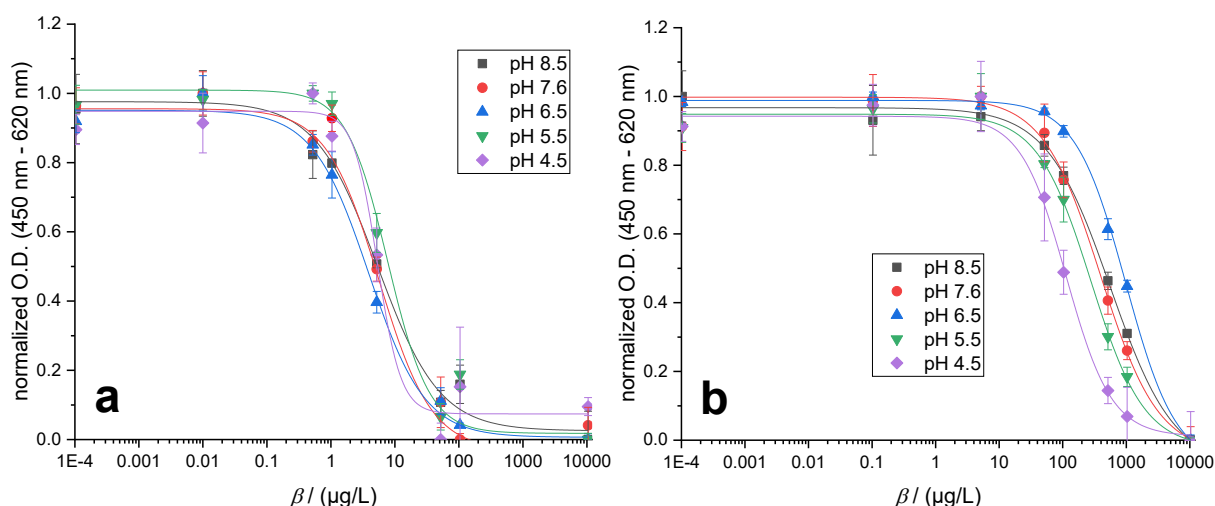 normalized O.D. (450 nm - 620 nm)
1.2
1.0
0.8
0.6
0.4
0.2
0.0
1E-4
0.001
0.01
0.1
1
10
100
1000
10000
β / (µg/L)
pH 8.5
pH 7.6
pH 6.5
pH 5.5
pH 4.5
a
normalized O.D. (450 nm - 620 nm)
1.2
1.0
0.8
0.6
0.4
0.2
0.0
1E-4
0.001
0.01
0.1
1
10
100
1000
10000
β / (µg/L)
pH 8.5
pH 7.6
pH 6.5
pH 5.5
pH 4.5
b